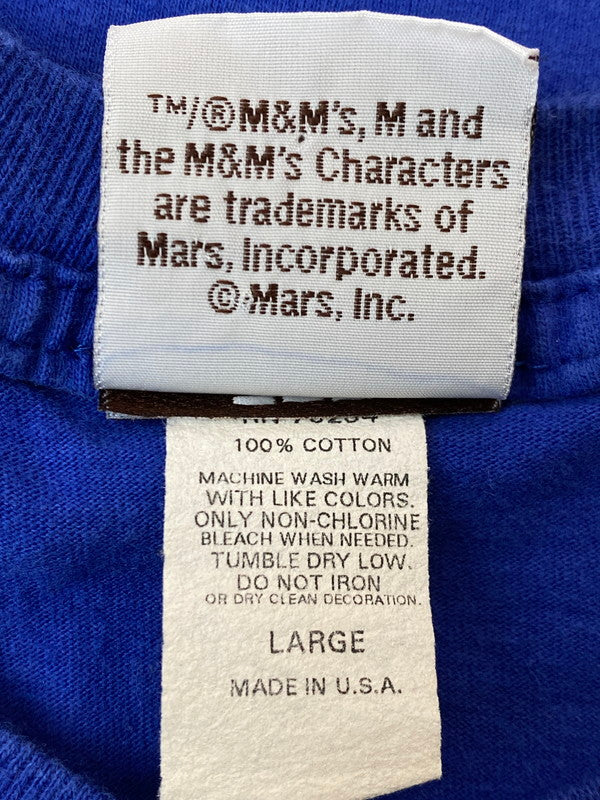 ™/®M&M's, M and
the M&M's Characters
are trademarks of
Mars, Incorporated.
©Mars, Inc.
100% COTTON
MACHINE WASH WARM
WITH LIKE COLORS.
ONLY NON-CHLORINE
BLEACH WHEN NEEDED.
TUMBLE DRY LOW.
DO NOT IRON
OR DRY CLEAN DECORATION.
LARGE
MADE IN U.S.A.